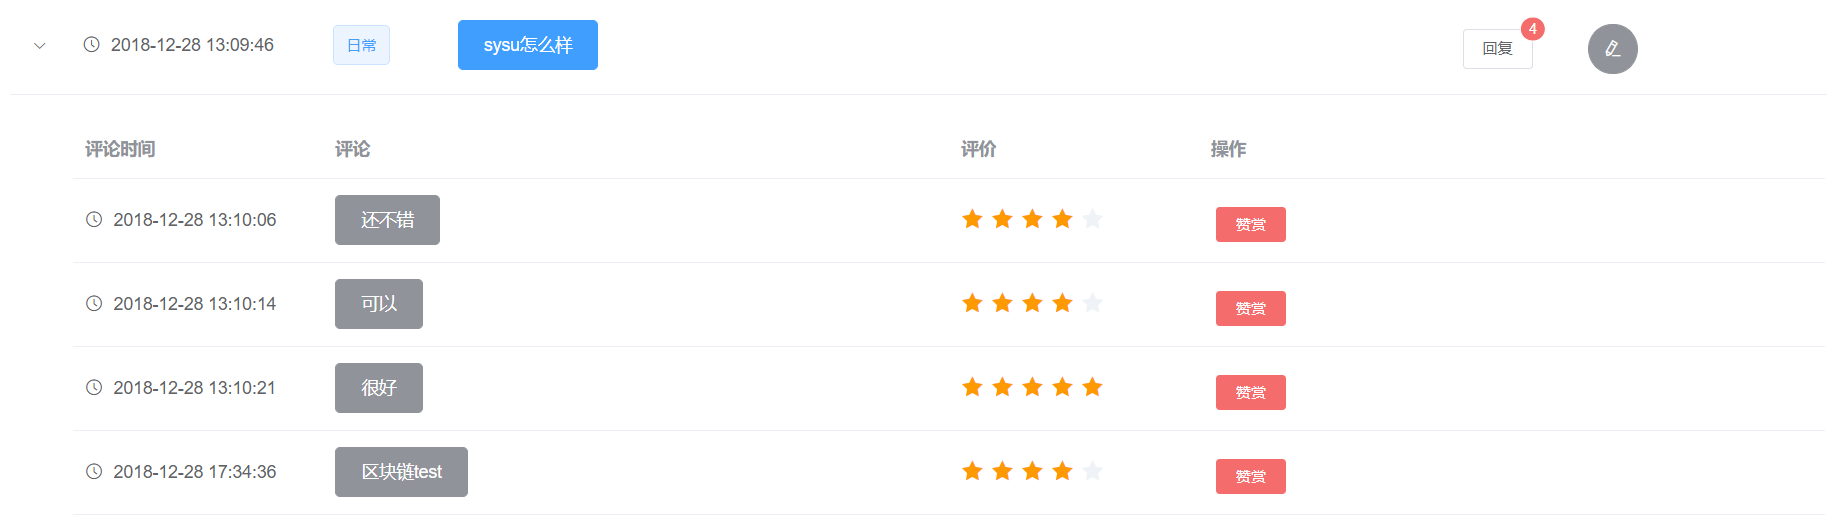 2018-12-28 13:09:46 日常 sysu怎么样 回复 4
评论时间 评论 评价 操作
2018-12-28 13:10:06 还不错 赞赏
2018-12-28 13:10:14 可以 赞赏
2018-12-28 13:10:21 很好 赞赏
2018-12-28 17:34:36 区块链test 赞赏